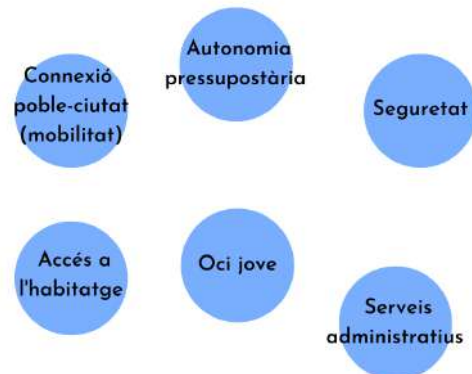 Connexió
poble-ciutat
(mobilitat)
Autonomia
pressupostària
Seguretat
Accés a
l'habitatge
Oci jove
Serveis
administratius